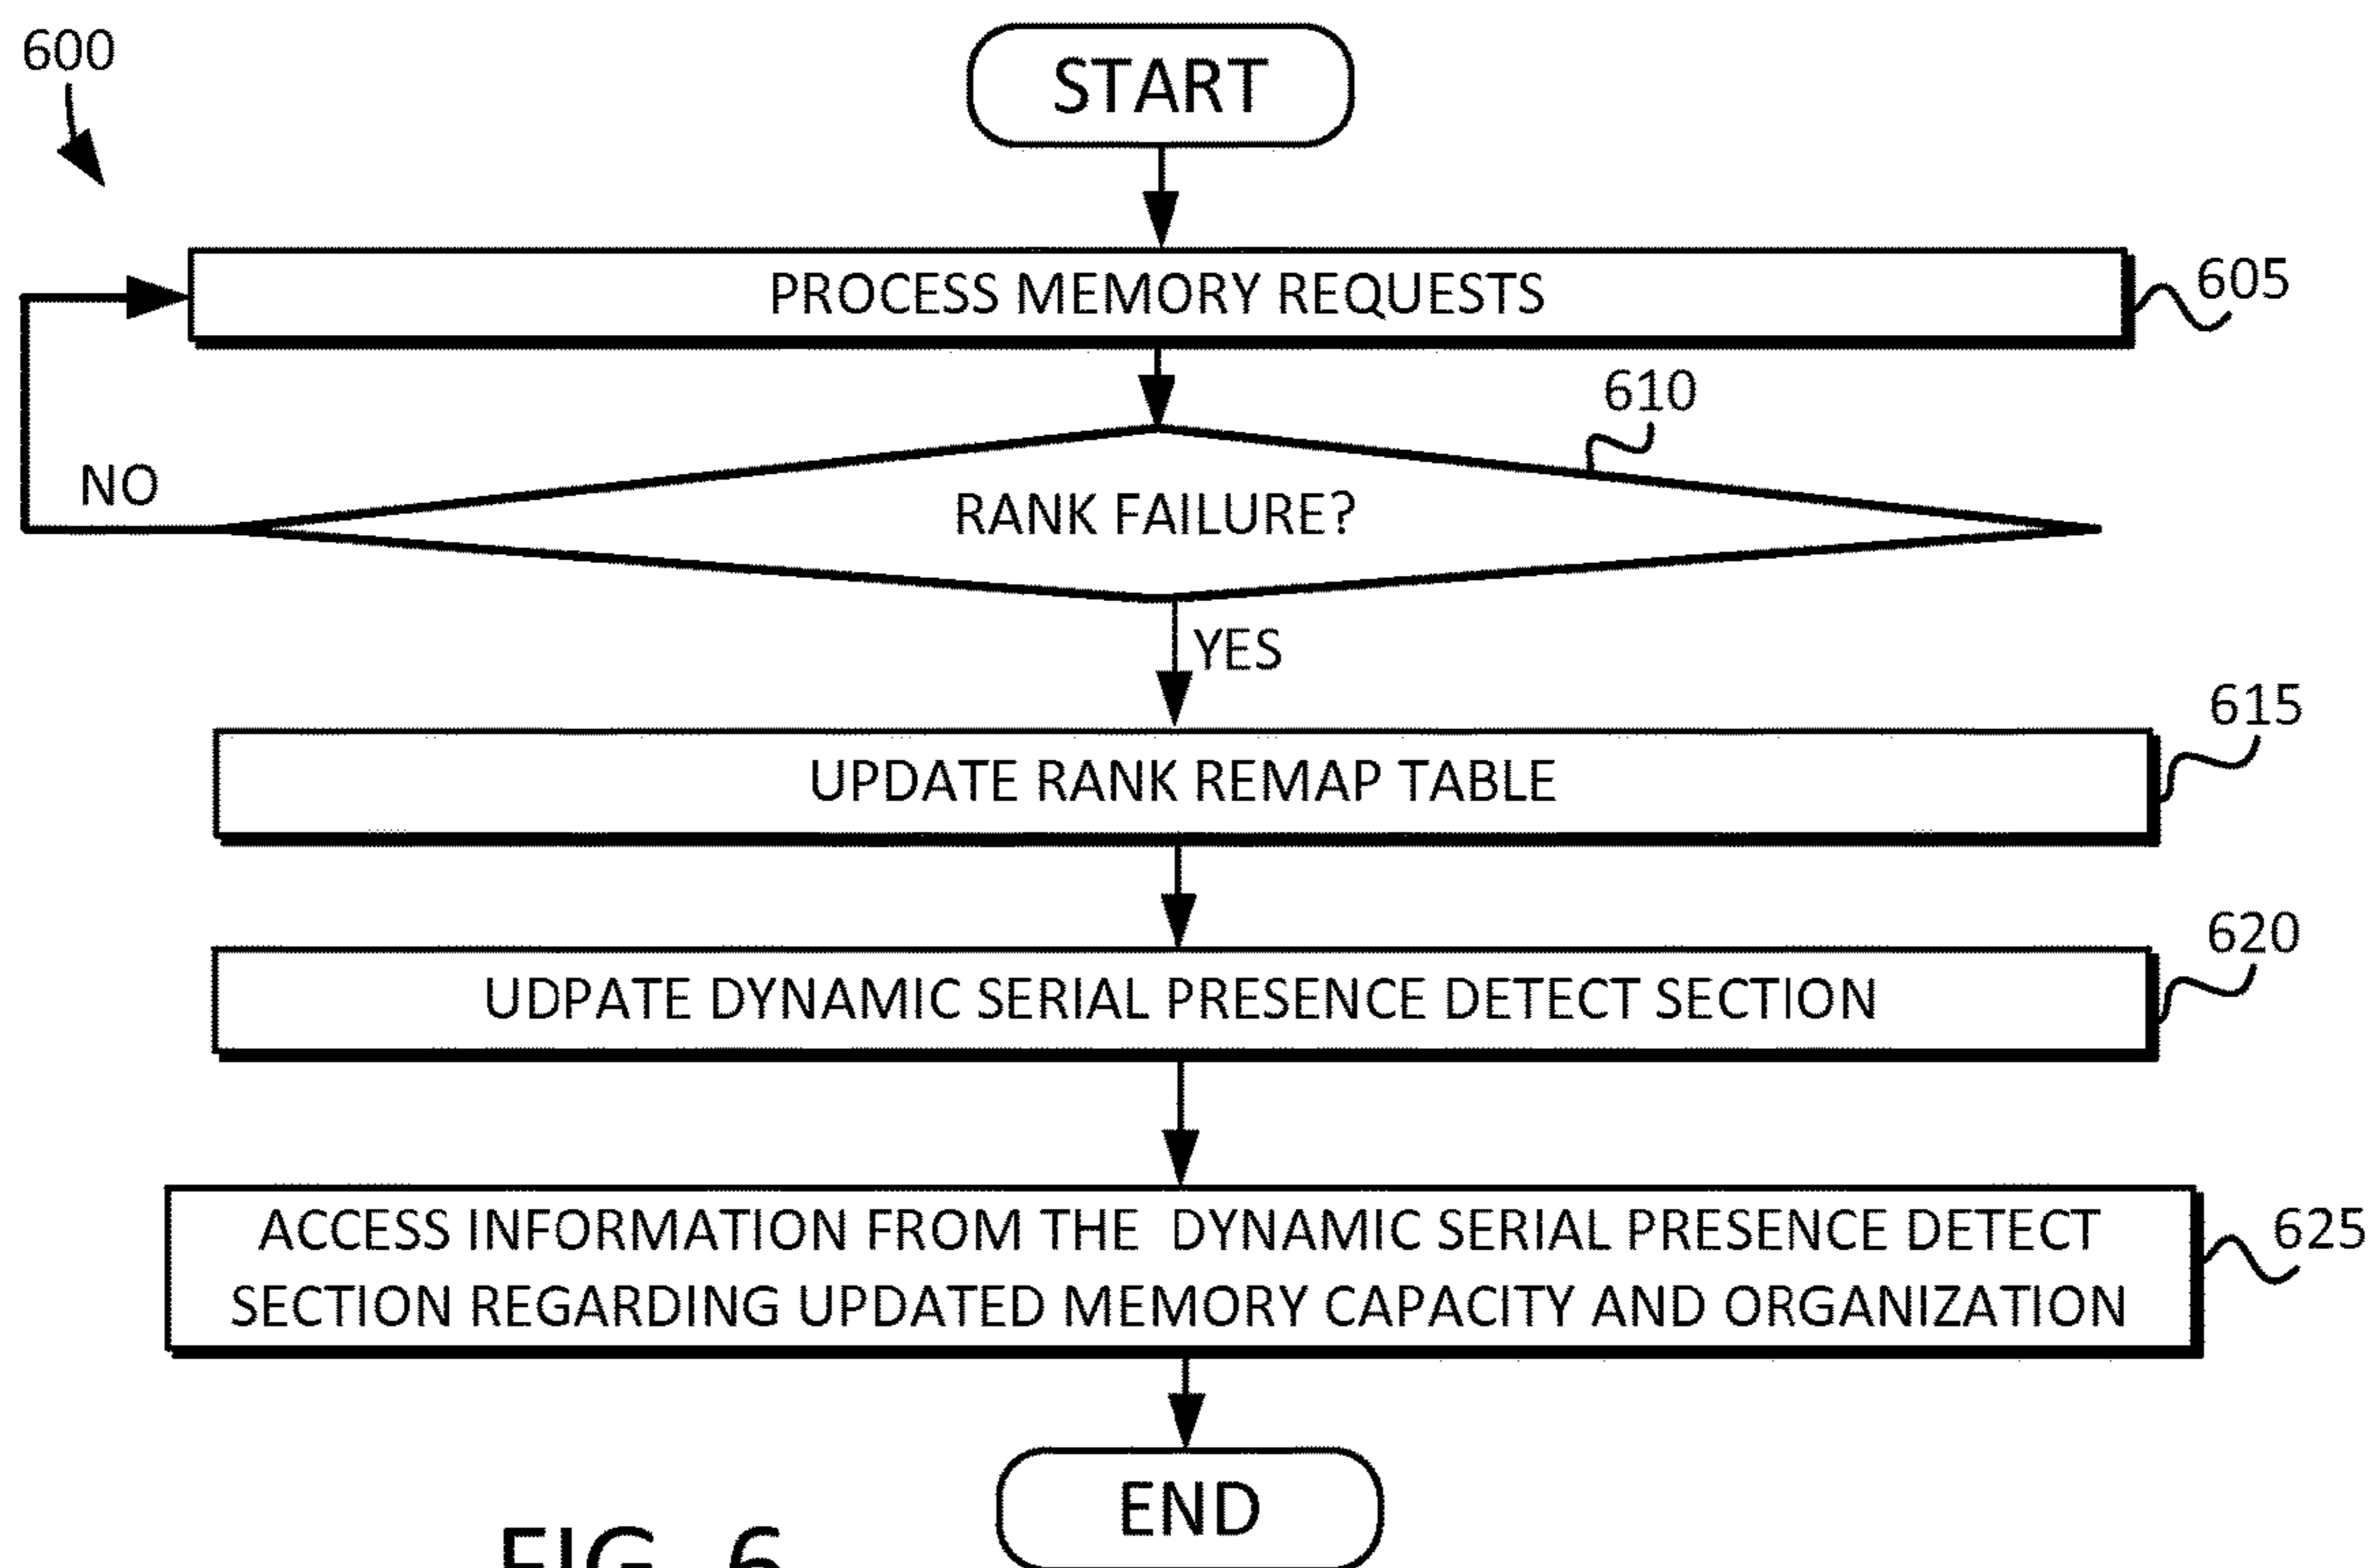 600
START
PROCESS MEMORY REQUESTS
605
610
RANK FAILURE?
NO
YES
615
UPDATE RANK REMAP TABLE
620
UDPATE DYNAMIC SERIAL PRESENCE DETECT SECTION
ACCESS INFORMATION FROM THE DYNAMIC SERIAL PRESENCE DETECT
SECTION REGARDING UPDATED MEMORY CAPACITY AND ORGANIZATION
625
END
FIG. 6